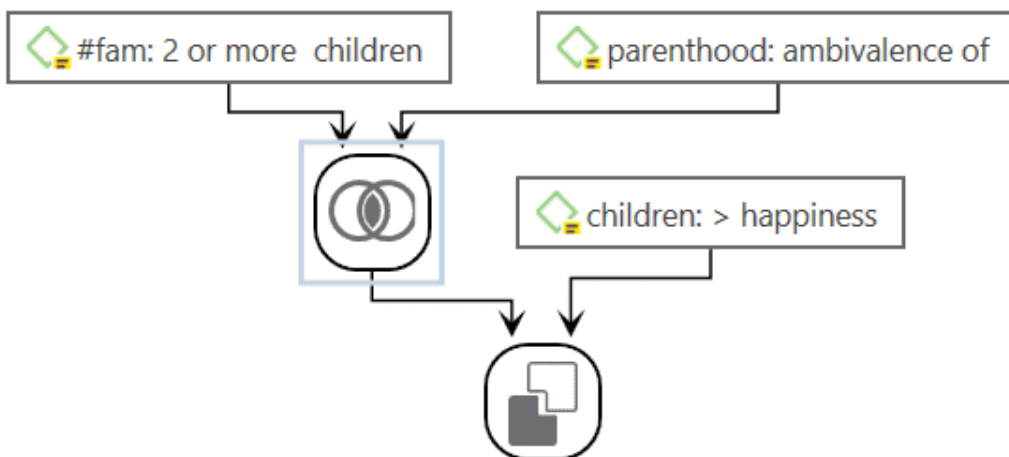 #fam: 2 or more  children
parenthood: ambivalence of
children: > happiness